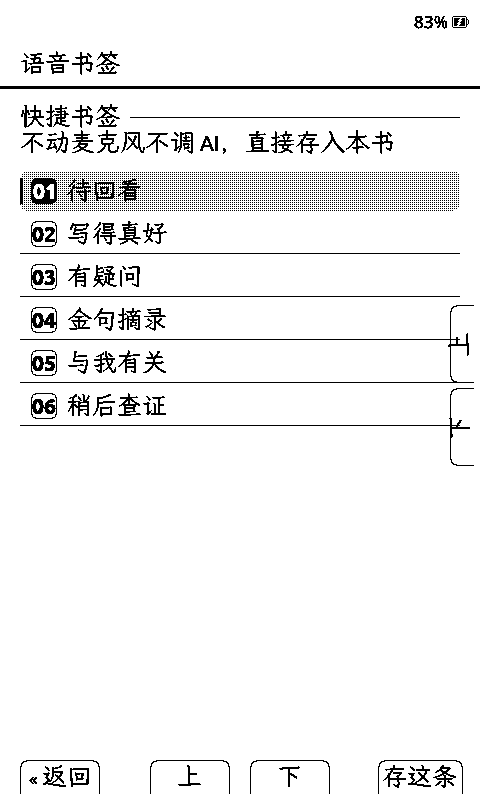 83%
语音书签
快捷书签
不动麦克风不调 AI，直接存入本书
01 待回看
02 写得真好
03 有疑问
04 金句摘录
05 与我有关
06 稍后查证
上
下
« 返回 上 下 存这条